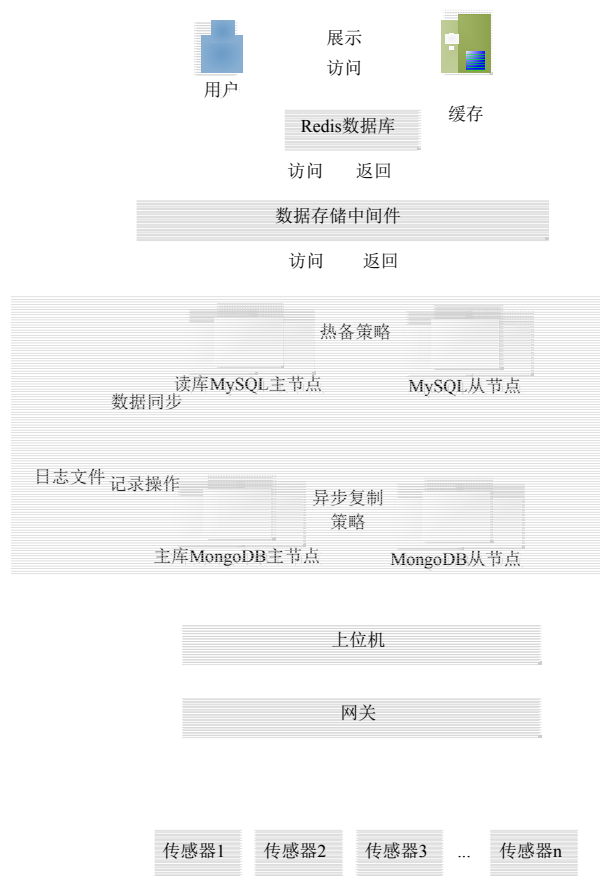 展示
访问
用户
缓存
Redis数据库
访问 返回
数据存储中间件
访问 返回
热备策略
读库MySQL主节点
MySQL从节点
数据同步
日志文件
记录操作
异步复制
策略
主库MongoDB主节点
MongoDB从节点
上位机
网关
传感器1 传感器2 传感器3 ... 传感器n